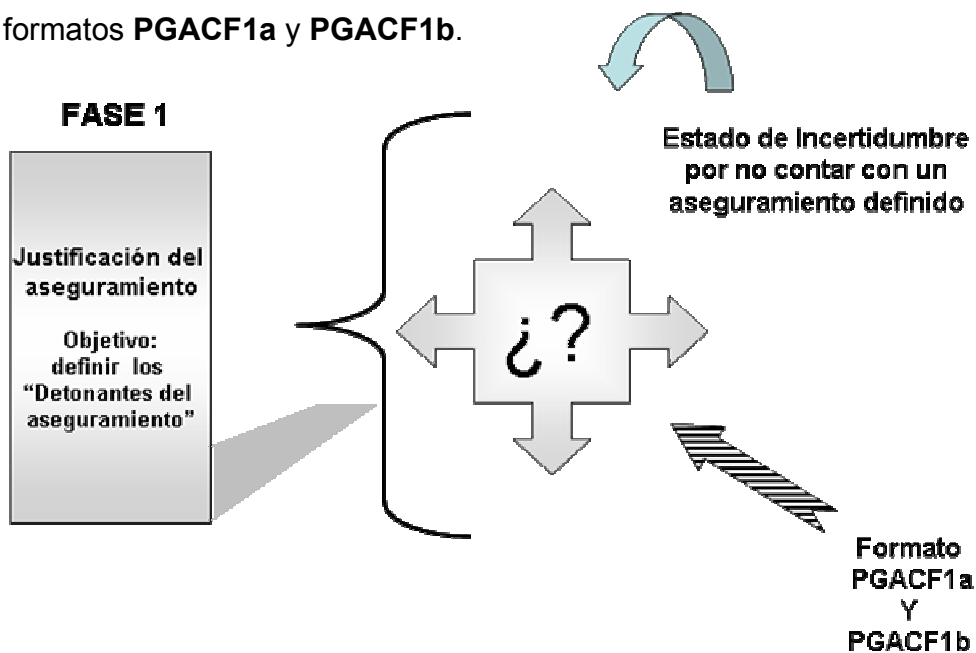 formatos PGACF1a y PGACF1b.
FASE 1
Justificación del
aseguramiento
Objetivo:
definir los
“Detonantes del
aseguramiento”
¿?
Estado de Incertidumbre
por no contar con un
aseguramiento definido
Formato
PGACF1a
Y
PGACF1b